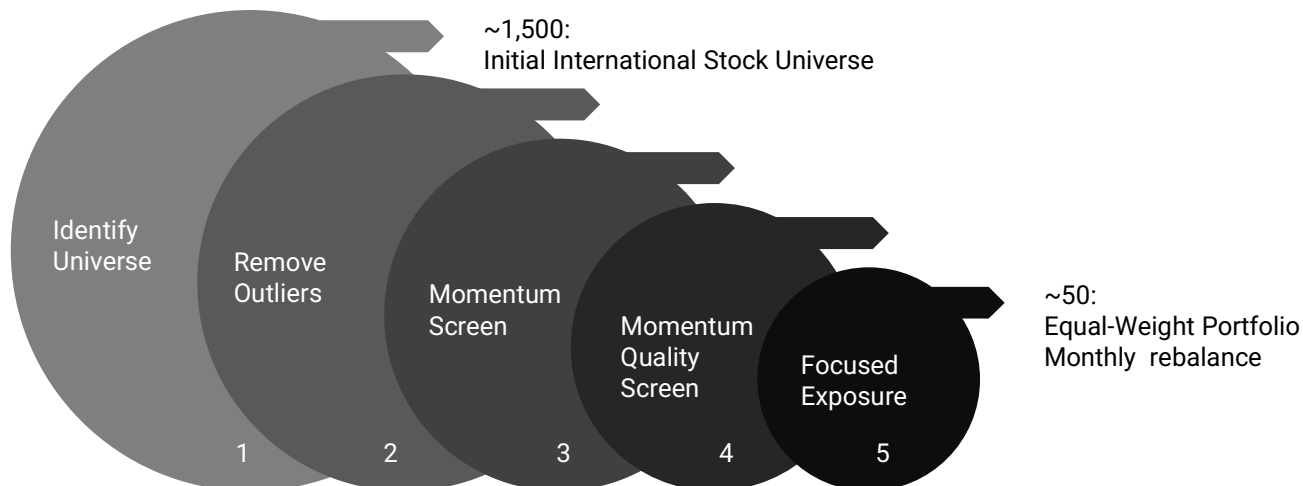 ~1,500:
Initial International Stock Universe
Identify
Universe
Remove
Outliers
Momentum
Screen
Momentum
Quality
Screen
Focused
Exposure
~50:
Equal-Weight Portfolio
Monthly rebalance
1
2
3
4
5